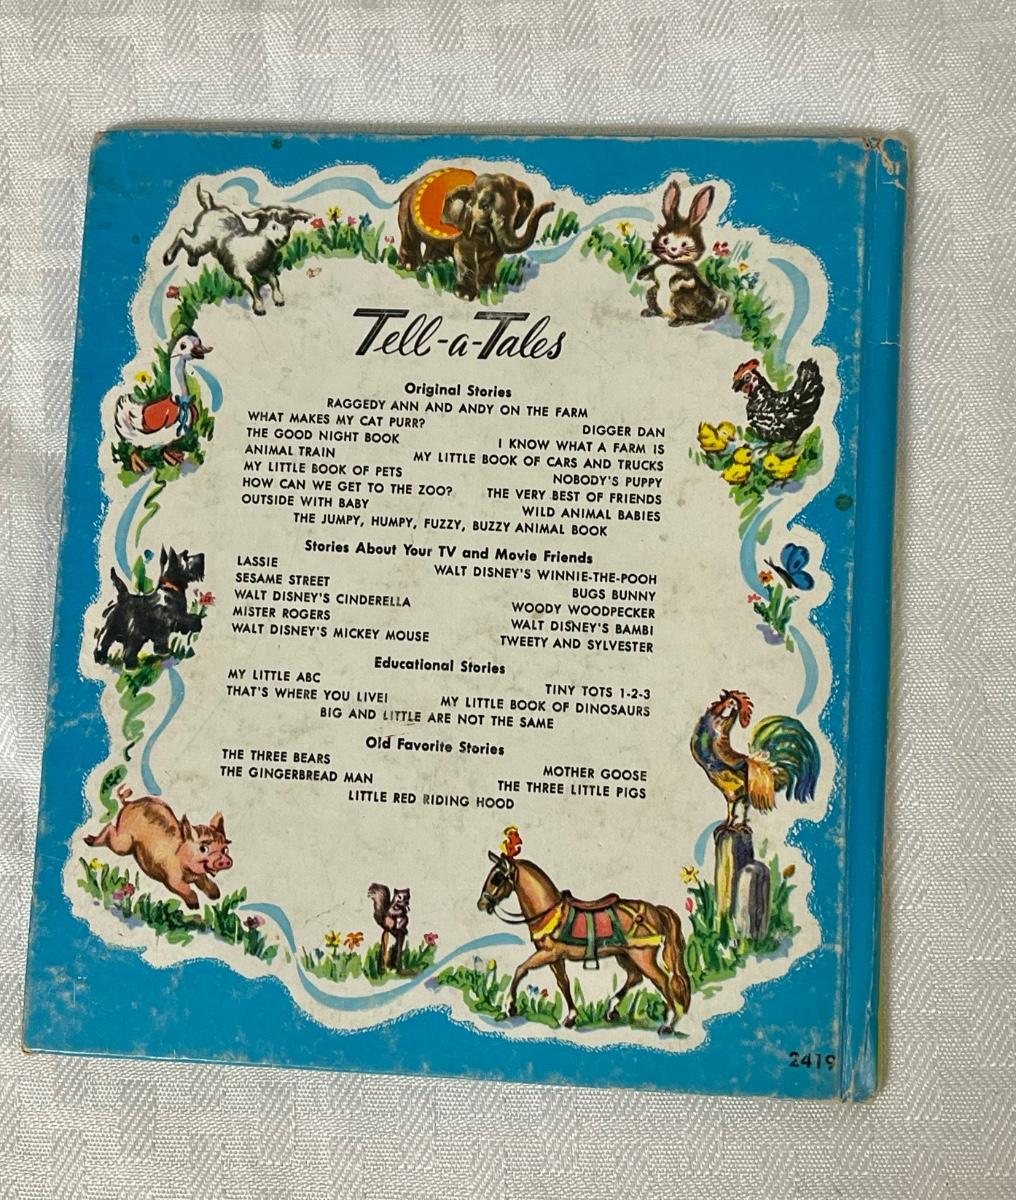 Tell-a-Tales
Original Stories
RAGGEDY ANN AND ANDY ON THE FARM
WHAT MAKES MY CAT PURR? DIGGER DAN
THE GOOD NIGHT BOOK I KNOW WHAT A FARM IS
ANIMAL TRAIN MY LITTLE BOOK OF CARS AND TRUCKS
MY LITTLE BOOK OF PETS NOBODY'S PUPPY
HOW CAN WE GET TO THE ZOO? THE VERY BEST OF FRIENDS
OUTSIDE WITH BABY WILD ANIMAL BABIES
THE JUMPY, HUMPY, FUZZY, BUZZY ANIMAL BOOK
Stories About Your TV and Movie Friends
LASSIE WALT DISNEY'S WINNIE-THE-POOH
SESAME STREET BUGS BUNNY
WALT DISNEY'S CINDERELLA WOODY WOODPECKER
MISTER ROGERS WALT DISNEY'S BAMBI
WALT DISNEY'S MICKEY MOUSE TWEETY AND SYLVESTER
Educational Stories
MY LITTLE ABC TINY TOTS 1-2-3
THAT'S WHERE YOU LIVE! MY LITTLE BOOK OF DINOSAURS
BIG AND LITTLE ARE NOT THE SAME
Old Favorite Stories
THE THREE BEARS MOTHER GOOSE
THE GINGERBREAD MAN THE THREE LITTLE PIGS
LITTLE RED RIDING HOOD
2419